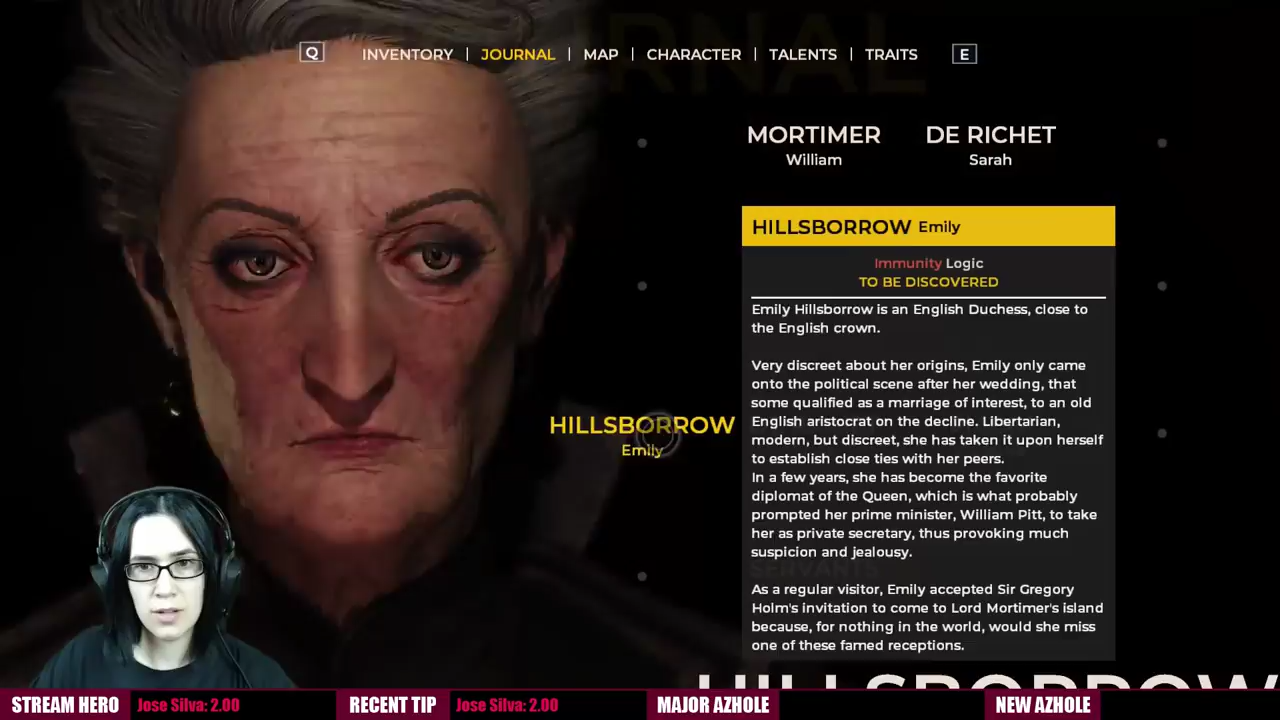 Q INVENTORY | JOURNAL | MAP | CHARACTER | TALENTS | TRAITS E
MORTIMER DE RICHET
William Sarah
HILLSBORROW Emily
Immunity Logic
TO BE DISCOVERED
Emily Hillsborrow is an English Duchess, close to
the English crown.
Very discreet about her origins, Emily only came
onto the political scene after her wedding, that
some qualified as a marriage of interest, to an old
English aristocrat on the decline. Libertarian,
modern, but discreet, she has taken it upon herself
to establish close ties with her peers.
In a few years, she has become the favorite
diplomat of the Queen, which is what probably
prompted her prime minister, William Pitt, to take
her as private secretary, thus provoking much
suspicion and jealousy.
As a regular visitor, Emily accepted Sir Gregory
Holm's invitation to come to Lord Mortimer's island
because, for nothing in the world, would she miss
one of these famed receptions.
HILLSBORROW
Emily
SERVANTS
HILLSBORROW
STREAM HERO Jose Silva: 2.00 RECENT TIP Jose Silva: 2.00 MAJOR AZHOLE NEW AZHOLE